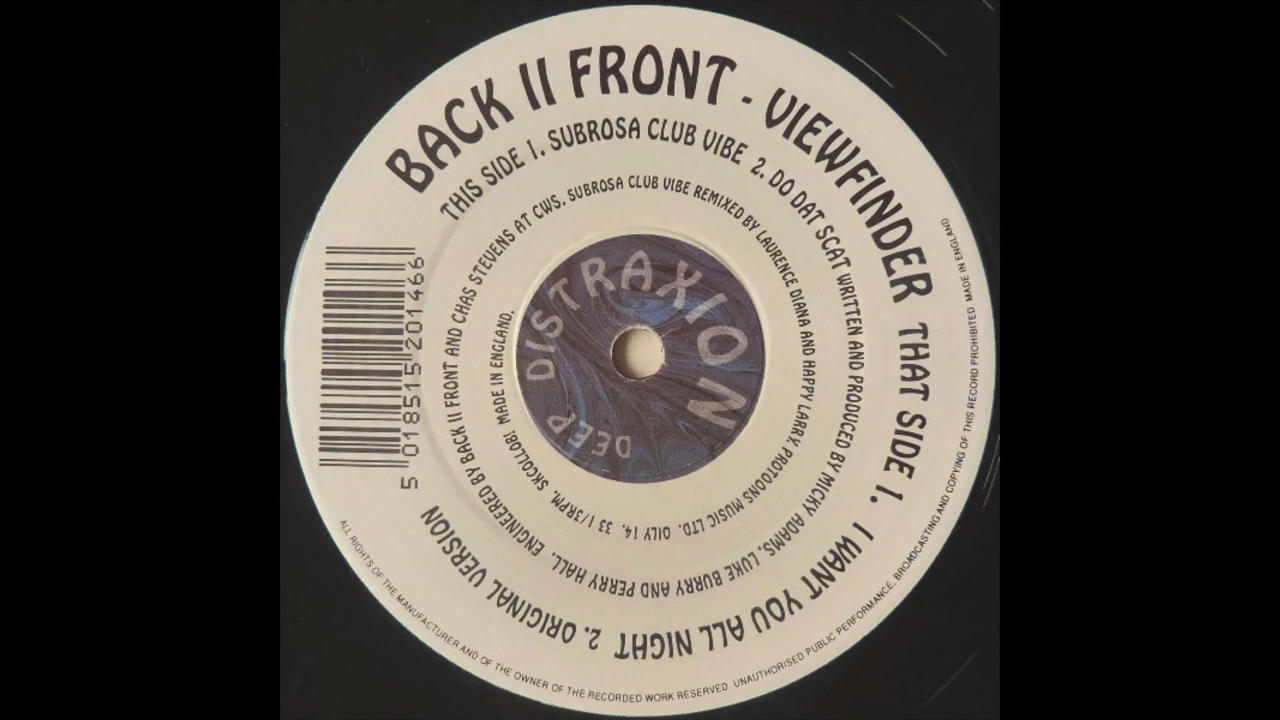 BACK II FRONT - VIEWFINDER THAT SIDE 1. I WANT YOU ALL NIGHT 2. ORIGINAL VERSION
THIS SIDE 1. SUBROSA CLUB VIBE 2. DO DAT SCAT WRITTEN AND PRODUCED BY MICKY ADAMS, LUKE BURRY AND PERRY HALL. ENGINEERED BY BACK II FRONT AND CHAS STEVENS AT CWS. SUBROSA CLUB VIBE REMIXED BY LAURENCE DIANA AND HAPPY LARRY. PROTOONS MUSIC LTD. OILY 14. 33 1/3RPM. SKCOLLOB! MADE IN ENGLAND.
DEEP DISTRAXION
5 018515 201466
ALL RIGHTS OF THE MANUFACTURER AND OF THE OWNER OF THE RECORDED WORK RESERVED. UNAUTHORISED PUBLIC PERFORMANCE, BROADCASTING AND COPYING OF THIS RECORD PROHIBITED MADE IN ENGLAND